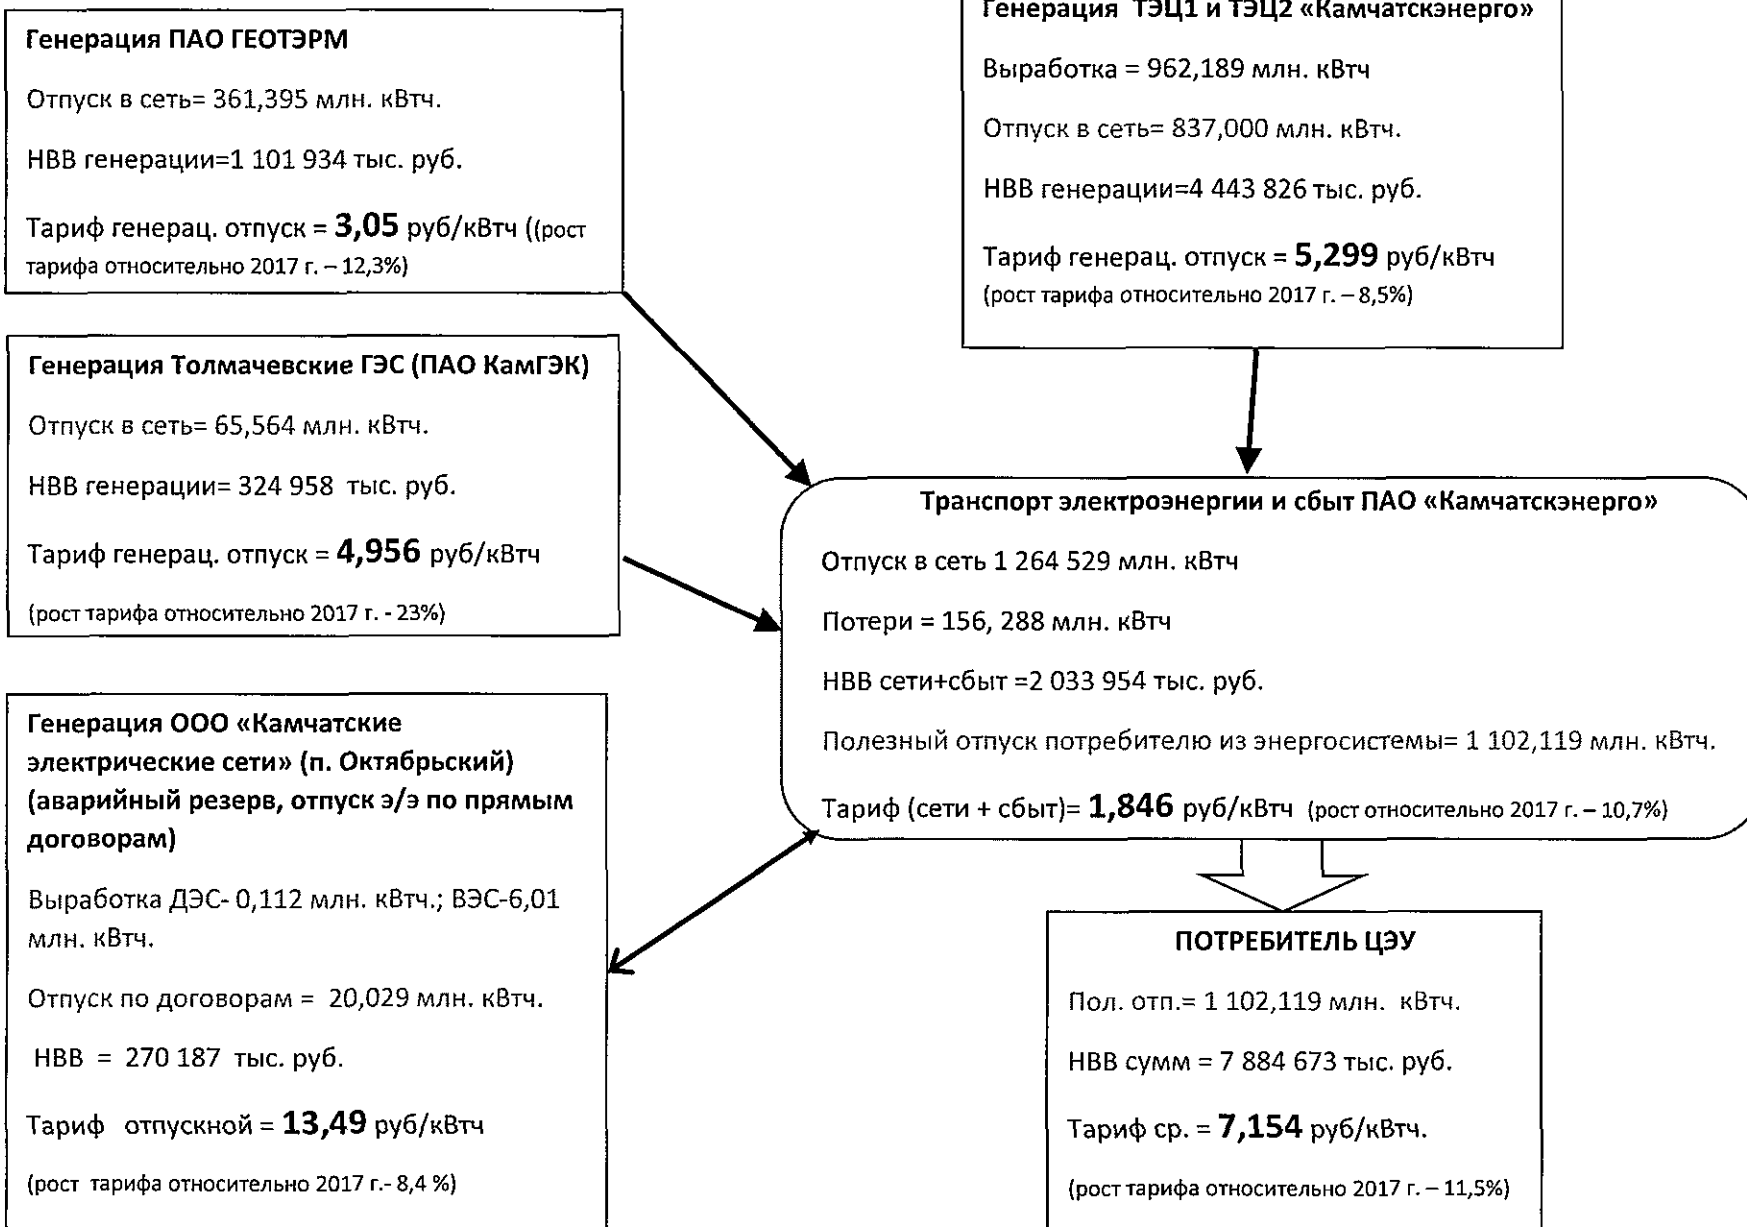 Генерация ПАО ГЕОТЭРМ
Отпуск в сеть= 361,395 млн. кВтч.
НВВ генерации=1 101 934 тыс. руб.
Тариф генерац. отпуск = 3,05 руб/кВтч ((рост
тарифа относительно 2017 г. – 12,3%)
Генерация ТЭЦ1 и ТЭЦ2 «Камчатскэнерго»
Выработка = 962,189 млн. кВтч
Отпуск в сеть= 837,000 млн. кВтч.
НВВ генерации=4 443 826 тыс. руб.
Тариф генерац. отпуск = 5,299 руб/кВтч
(рост тарифа относительно 2017 г. – 8,5%)
Генерация Толмачевские ГЭС (ПАО КамГЭК)
Отпуск в сеть= 65,564 млн. кВтч.
НВВ генерации= 324 958 тыс. руб.
Тариф генерац. отпуск = 4,956 руб/кВтч
(рост тарифа относительно 2017 г. - 23%)
Транспорт электроэнергии и сбыт ПАО «Камчатскэнерго»
Отпуск в сеть 1 264 529 млн. кВтч
Потери = 156, 288 млн. кВтч
НВВ сети+сбыт =2 033 954 тыс. руб.
Полезный отпуск потребителю из энергосистемы= 1 102,119 млн. кВтч.
Тариф (сети + сбыт)= 1,846 руб/кВтч (рост относительно 2017 г. – 10,7%)
Генерация ООО «Камчатские
электрические сети» (п. Октябрьский)
(аварийный резерв, отпуск э/э по прямым
договорам)
Выработка ДЭС- 0,112 млн. кВтч.; ВЭС-6,01
млн. кВтч.
Отпуск по договорам = 20,029 млн. кВтч.
НВВ = 270 187 тыс. руб.
Тариф отпускной = 13,49 руб/кВтч
(рост тарифа относительно 2017 г.- 8,4 %)
ПОТРЕБИТЕЛЬ ЦЭУ
Пол. отп.= 1 102,119 млн. кВтч.
НВВ сумм = 7 884 673 тыс. руб.
Тариф ср. = 7,154 руб/кВтч.
(рост тарифа относительно 2017 г. – 11,5%)